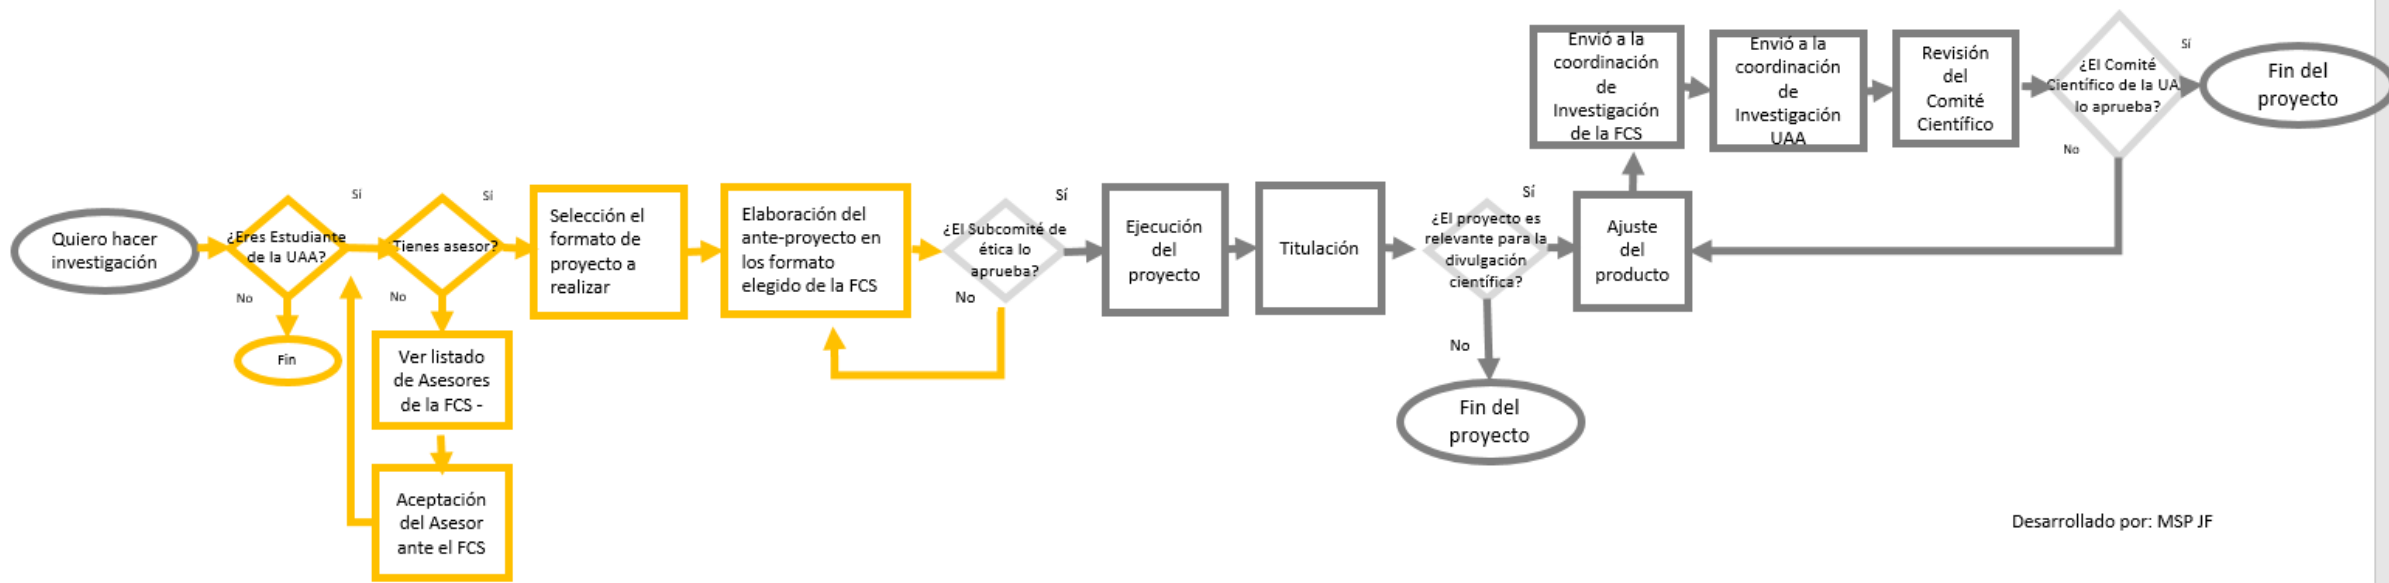 Quiero hacer
investigación
¿Eres Estudiante
de la UAA?
Sí
No
Fin
¿Tienes asesor?
Sí
No
Ver listado
de Asesores
de la FCS -
Aceptación
del Asesor
ante el FCS
Selección el
formato de
proyecto a
realizar
Elaboración del
ante-proyecto en
los formato
elegido de la FCS
¿El Subcomité de
ética lo
aprueba?
Sí
No
Ejecución
del
proyecto
Titulación
¿El proyecto es
relevante para la
divulgación
científica?
Sí
No
Fin del
proyecto
Ajuste
del
producto
Envió a la
coordinación
de
Investigación
de la FCS
Envió a la
coordinación
de
Investigación
UAA
Revisión
del
Comité
Científico
¿El Comité
Científico de la UA
lo aprueba?
Sí
No
Fin del
proyecto
Desarrollado por: MSP JF